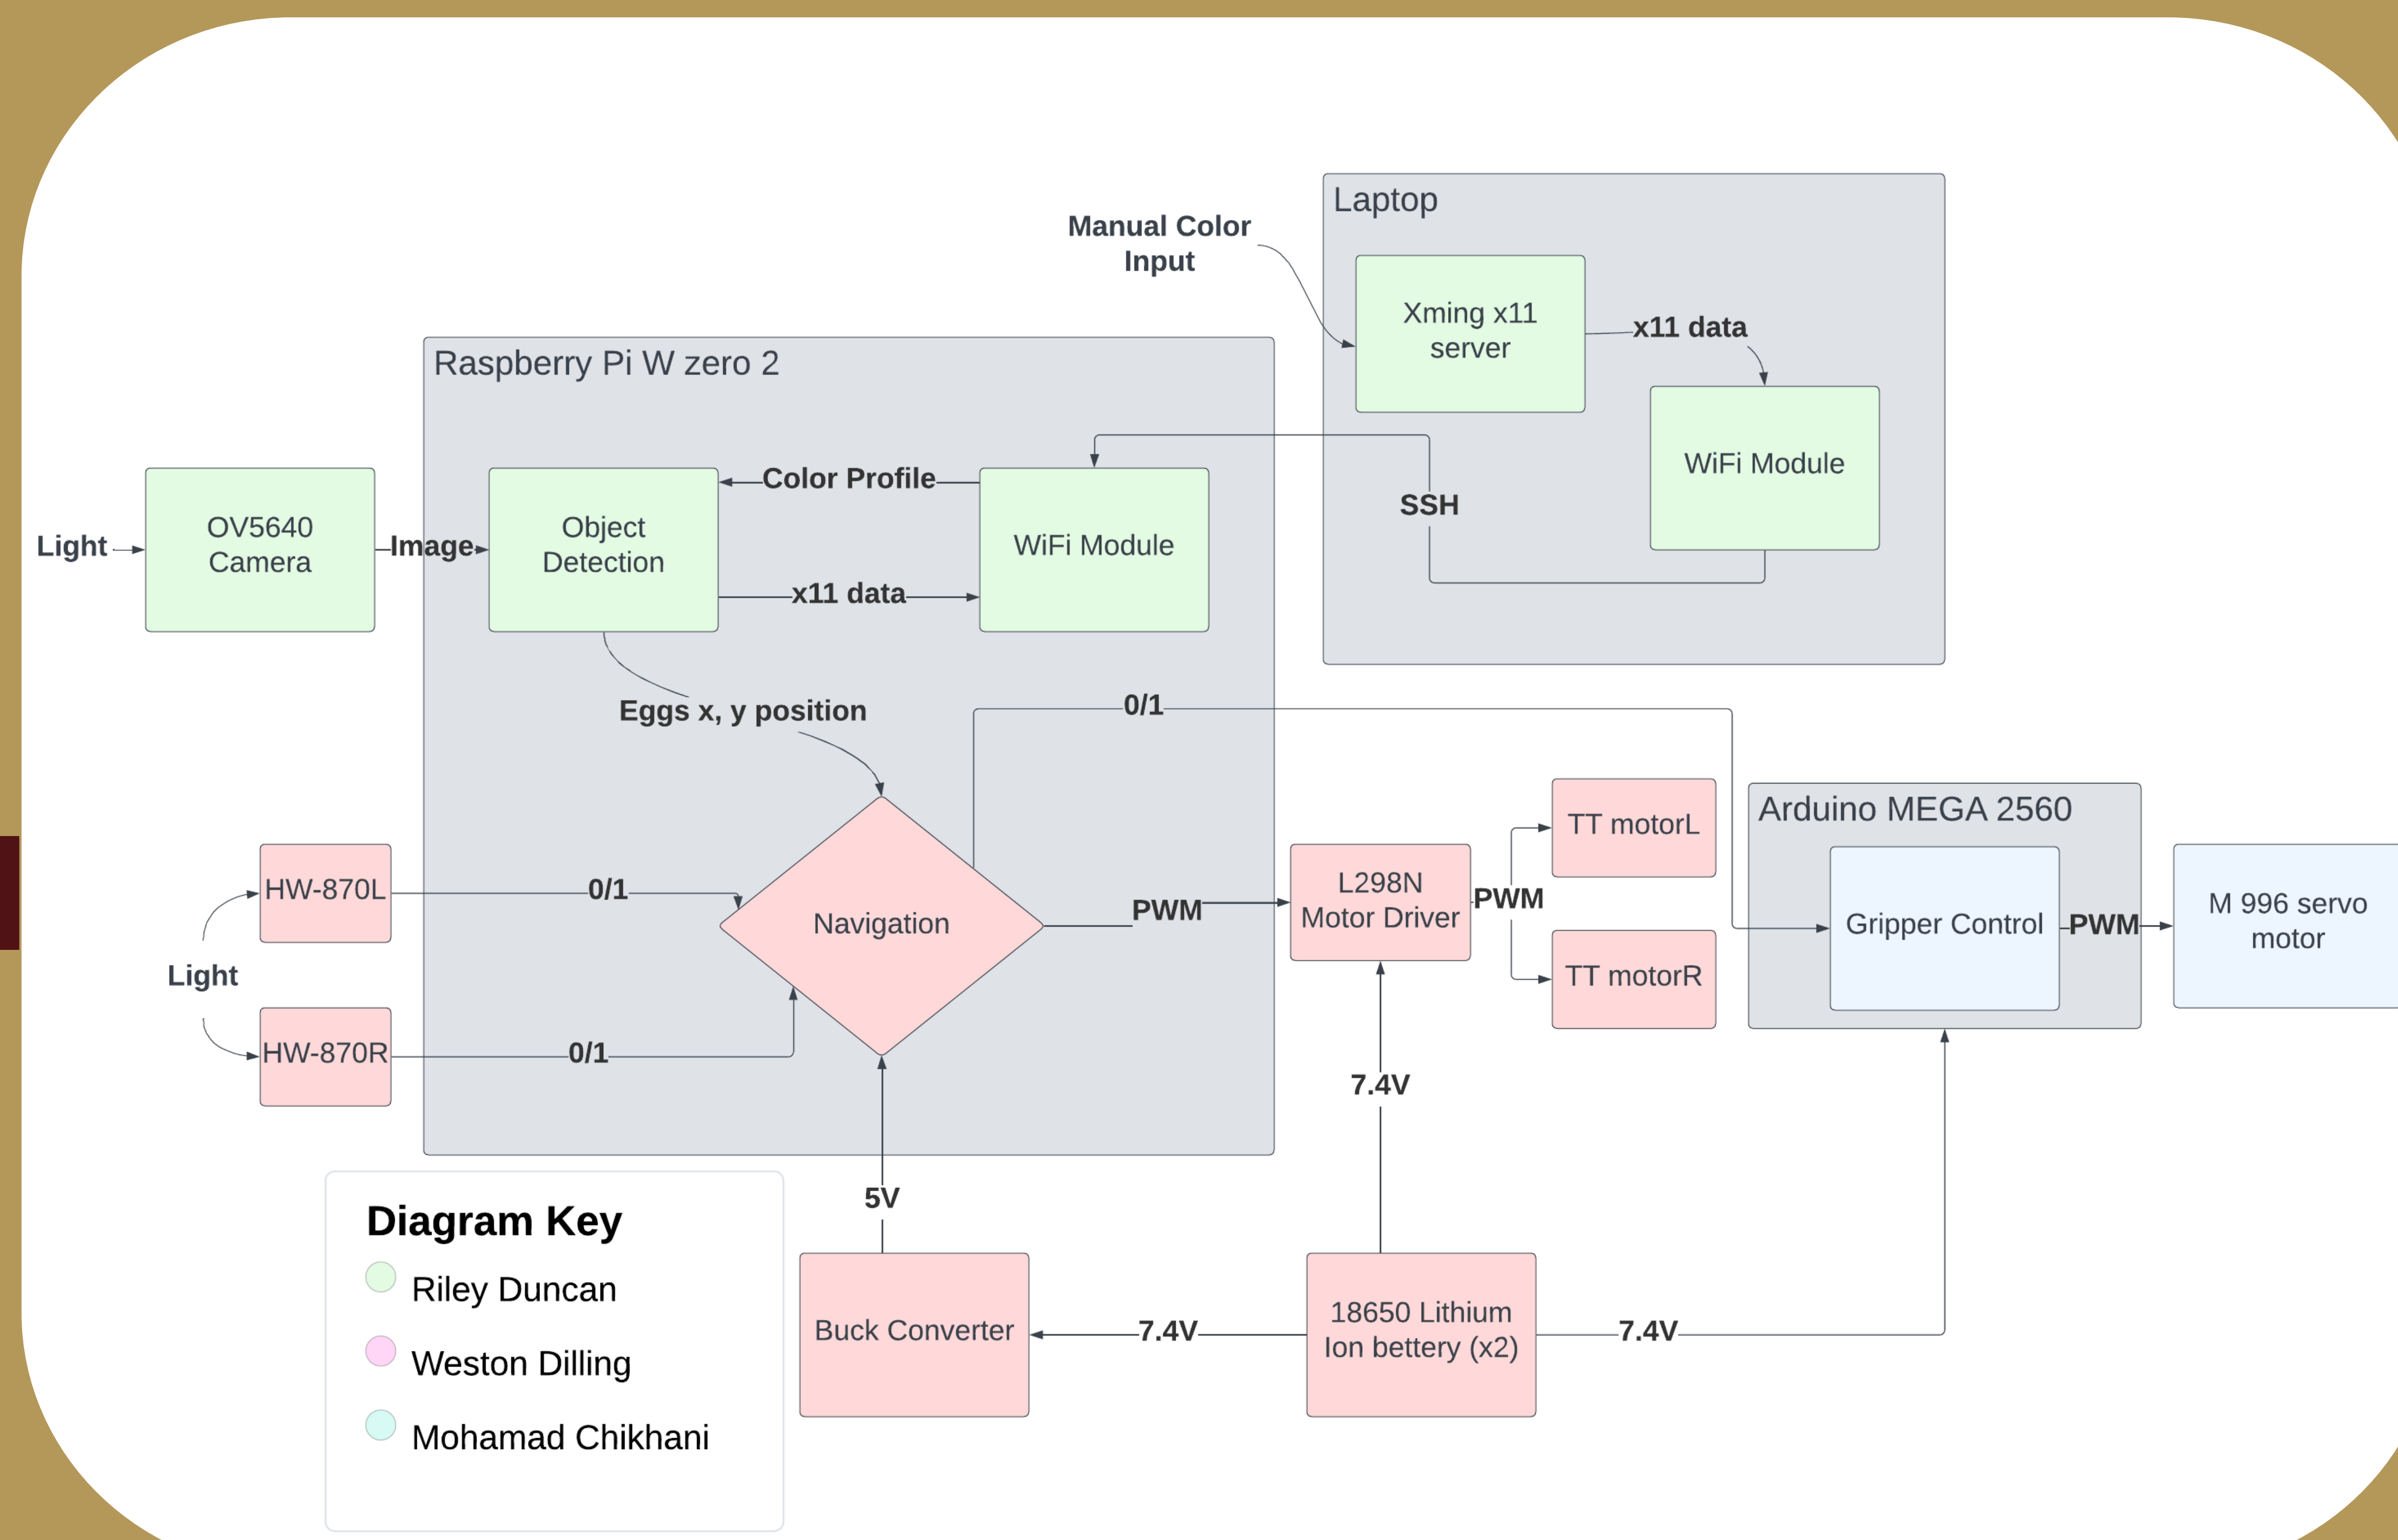 Laptop
Manual Color
Input
Xming x11
server
x11 data
WiFi Module
SSH
Raspberry Pi W zero 2
Light
OV5640
Camera
Image
Object
Detection
Color Profile
x11 data
WiFi Module
Eggs x, y position
0/1
Light
HW-870L
0/1
HW-870R
0/1
Navigation
PWM
L298N
Motor Driver
PWM
TT motorL
TT motorR
Arduino MEGA 2560
Gripper Control
PWM
M 996 servo
motor
5V
7.4V
Buck Converter
7.4V
18650 Lithium
Ion bettery (x2)
7.4V
Diagram Key
Riley Duncan
Weston Dilling
Mohamad Chikhani